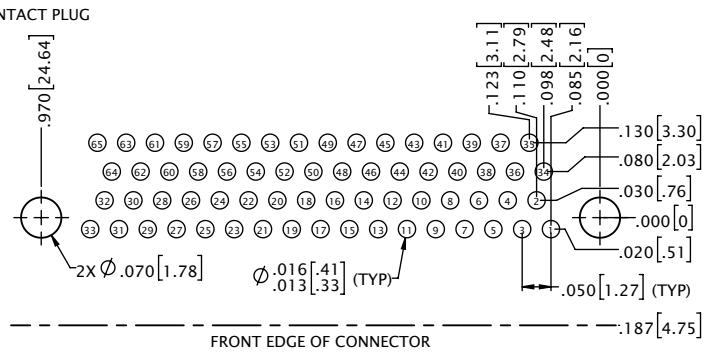 NTACT PLUG
.970[24.64]
.123[3.11]
.110[2.79]
.098[2.48]
.085[2.16]
.000[0]
65 63 61 59 57 55 53 51 49 47 45 43 41 39 37 35
.130[3.30]
64 62 60 58 56 54 52 50 48 46 44 42 40 38 36 34
.080[2.03]
32 30 28 26 24 22 20 18 16 14 12 10 8 6 4 2
.030[.76]
.000[0]
33 31 29 27 25 23 21 19 17 15 13 11 9 7 5 3 1
.020[.51]
2X Ø.070[1.78]
Ø.016[.41]
.013[.33] (TYP)
.050[1.27] (TYP)
.187[4.75]
FRONT EDGE OF CONNECTOR